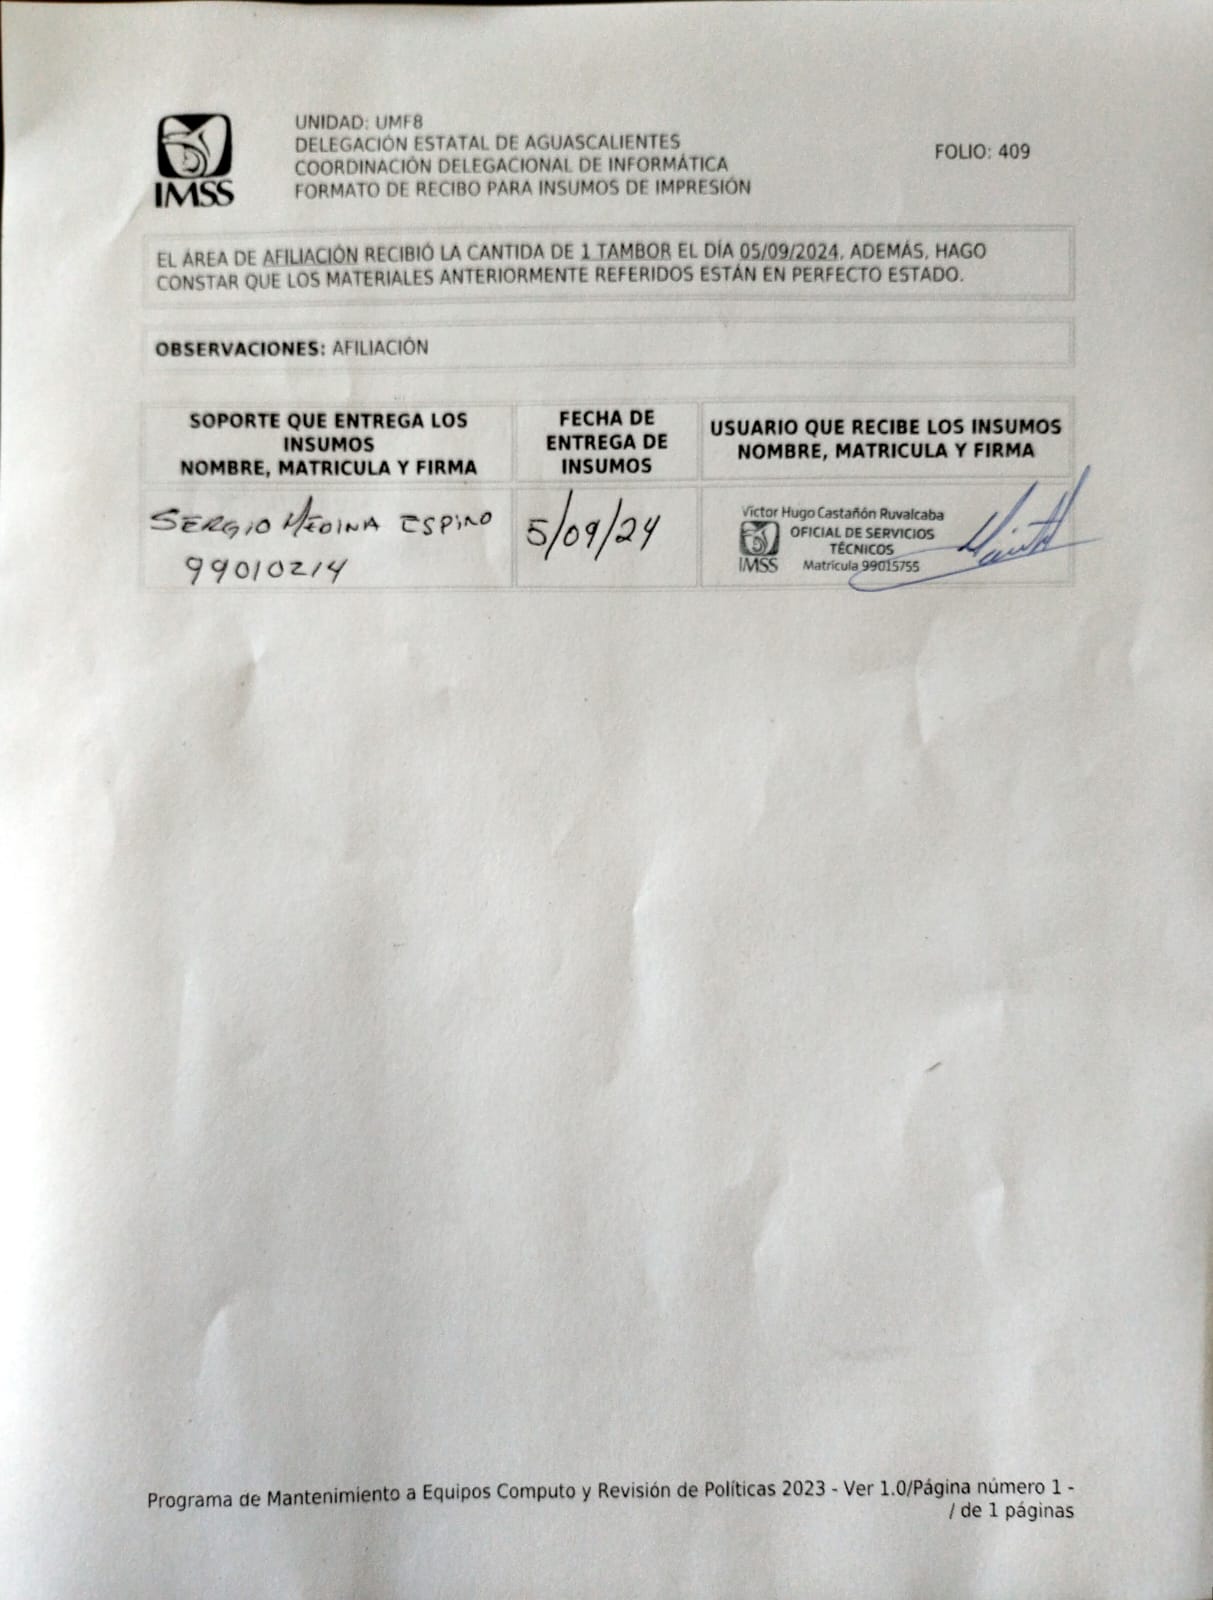 IMSS
UNIDAD: UMF8
DELEGACIÓN ESTATAL DE AGUASCALIENTES
COORDINACIÓN DELEGACIONAL DE INFORMÁTICA
FORMATO DE RECIBO PARA INSUMOS DE IMPRESIÓN
FOLIO: 409
EL ÁREA DE AFILIACIÓN RECIBIÓ LA CANTIDA DE 1 TAMBOR EL DÍA 05/09/2024, ADEMÁS, HAGO
CONSTAR QUE LOS MATERIALES ANTERIORMENTE REFERIDOS ESTÁN EN PERFECTO ESTADO.
OBSERVACIONES: AFILIACIÓN
SOPORTE QUE ENTREGA LOS
INSUMOS
NOMBRE, MATRICULA Y FIRMA
FECHA DE
ENTREGA DE
INSUMOS
USUARIO QUE RECIBE LOS INSUMOS
NOMBRE, MATRICULA Y FIRMA
SERGIO MEDINA ESPINO
99010214
5/09/24
Víctor Hugo Castañón Ruvalcaba
OFICIAL DE SERVICIOS
TÉCNICOS
IMSS
Matrícula 99015755
Programa de Mantenimiento a Equipos Computo y Revisión de Políticas 2023 - Ver 1.0/Página número 1 -
/ de 1 páginas